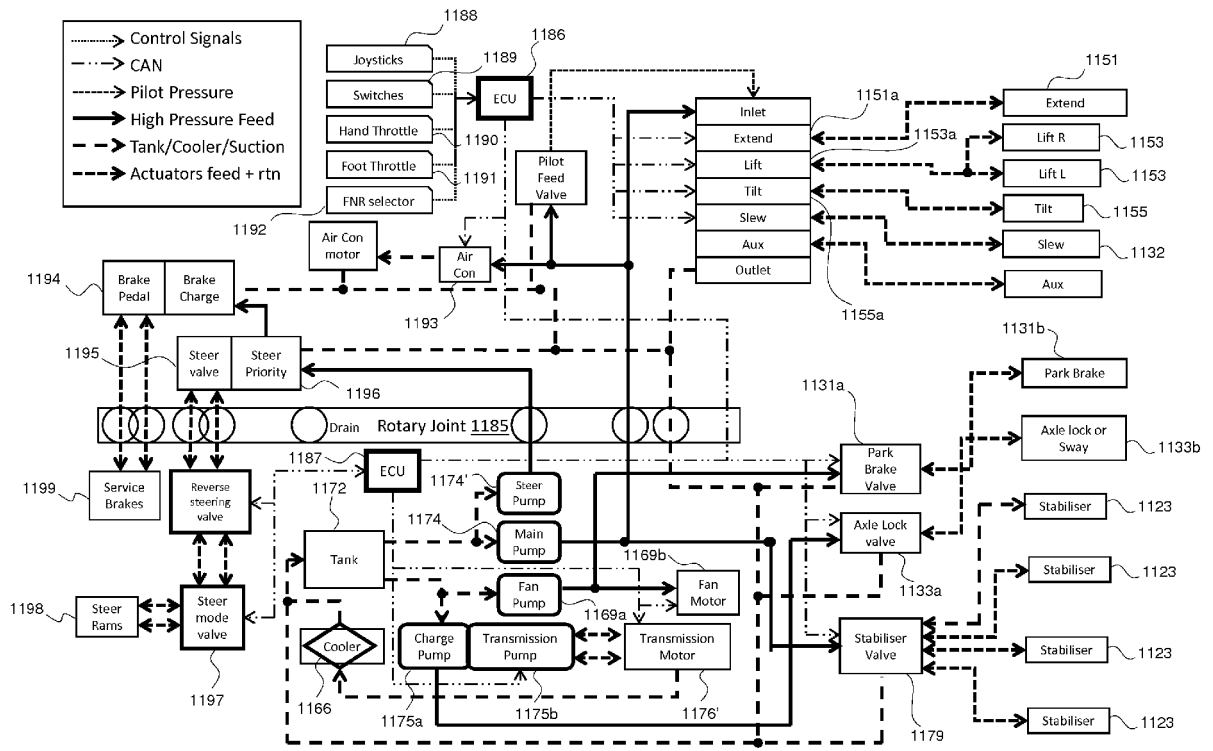 Control Signals
CAN
Pilot Pressure
High Pressure Feed
Tank/Cooler/Suction
Actuators feed + rtn
1188
Joysticks
1189
Switches
Hand Throttle
1190
Foot Throttle
1191
FNR selector
1192
1186
ECU
Pilot
Feed
Valve
Air Con
motor
Air
Con
1193
Inlet
Extend
Lift
Tilt
Slew
Aux
Outlet
1151a
1153a
1155a
1151
Extend
Lift R
1153
Lift L
1153
Tilt
1155
Slew
1132
Aux
1194
Brake
Pedal
Brake
Charge
1195
Steer
valve
Steer
Priority
1196
Drain
Rotary Joint 1185
1131b
Park Brake
1131a
Park
Brake
Valve
Axle lock or
Sway
1133b
1187
ECU
1199
Service
Brakes
Reverse
steering
valve
1172
Tank
1174'
Steer
Pump
1174
Main
Pump
Fan
Pump
1169a
1169b
Fan
Motor
Axle Lock
valve
1133a
Stabiliser
1123
Stabiliser
1123
Stabiliser
1123
Stabiliser
1123
1198
Steer
Rams
Steer
mode
valve
1197
Cooler
1166
Charge
Pump
1175a
Transmission
Pump
1175b
Transmission
Motor
1176'
Stabiliser
Valve
1179